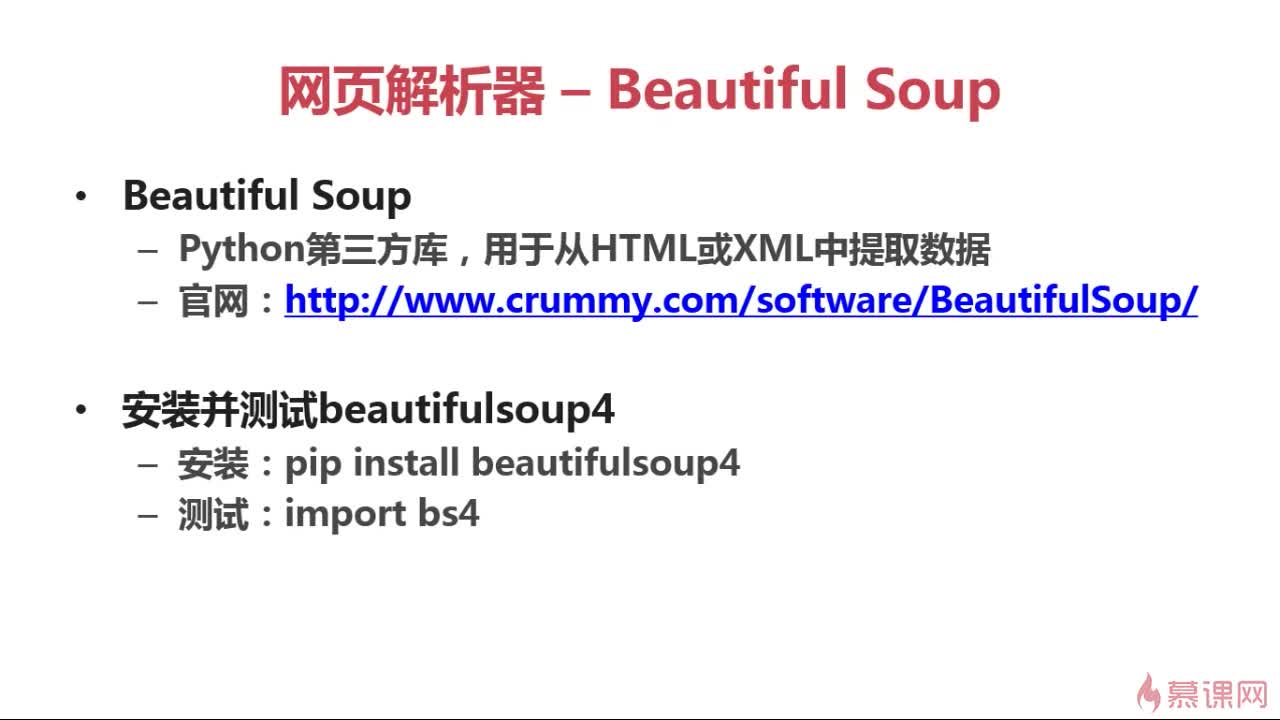 网页解析器 – Beautiful Soup
• Beautiful Soup
– Python第三方库，用于从HTML或XML中提取数据
– 官网：http://www.crummy.com/software/BeautifulSoup/
• 安装并测试beautifulsoup4
– 安装：pip install beautifulsoup4
– 测试：import bs4
慕课网